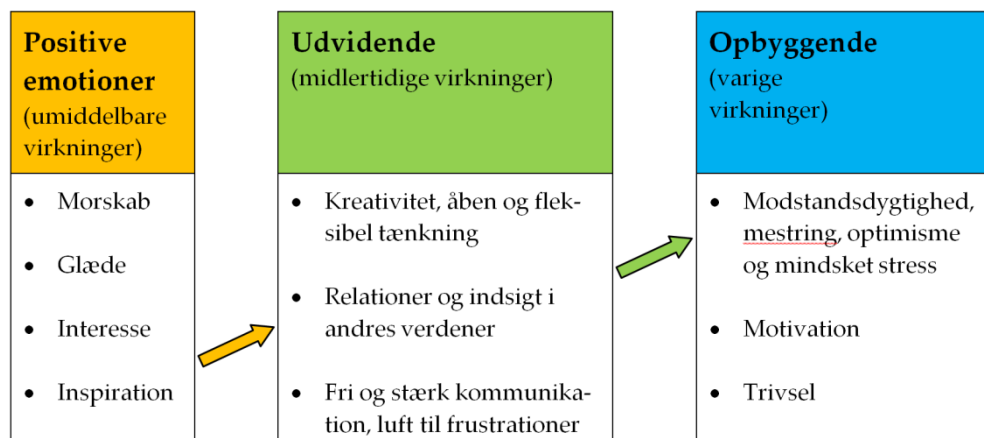 Positive
emotioner
(umiddelbare
virkninger)
• Morskab
• Glæde
• Interesse
• Inspiration
Udvidende
(midlertidige virkninger)
• Kreativitet, åben og flek-
sibel tænkning
• Relationer og indsigt i
andres verdener
• Fri og stærk kommunika-
tion, luft til frustrationer
Opbyggende
(varige
virkninger)
• Modstandsdygtighed,
mestring, optimisme
og mindsket stress
• Motivation
• Trivsel